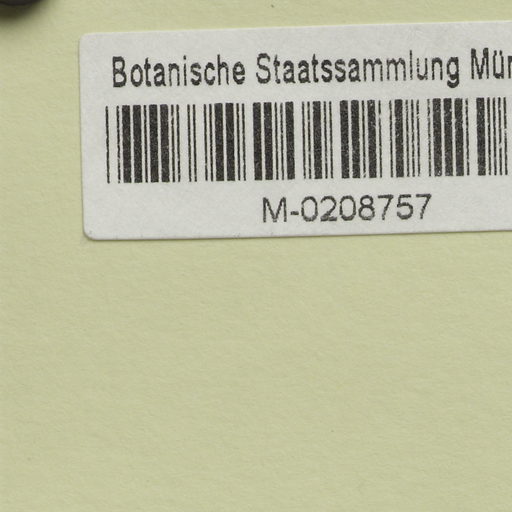 Botanische Staatssammlung Mün
M-0208757